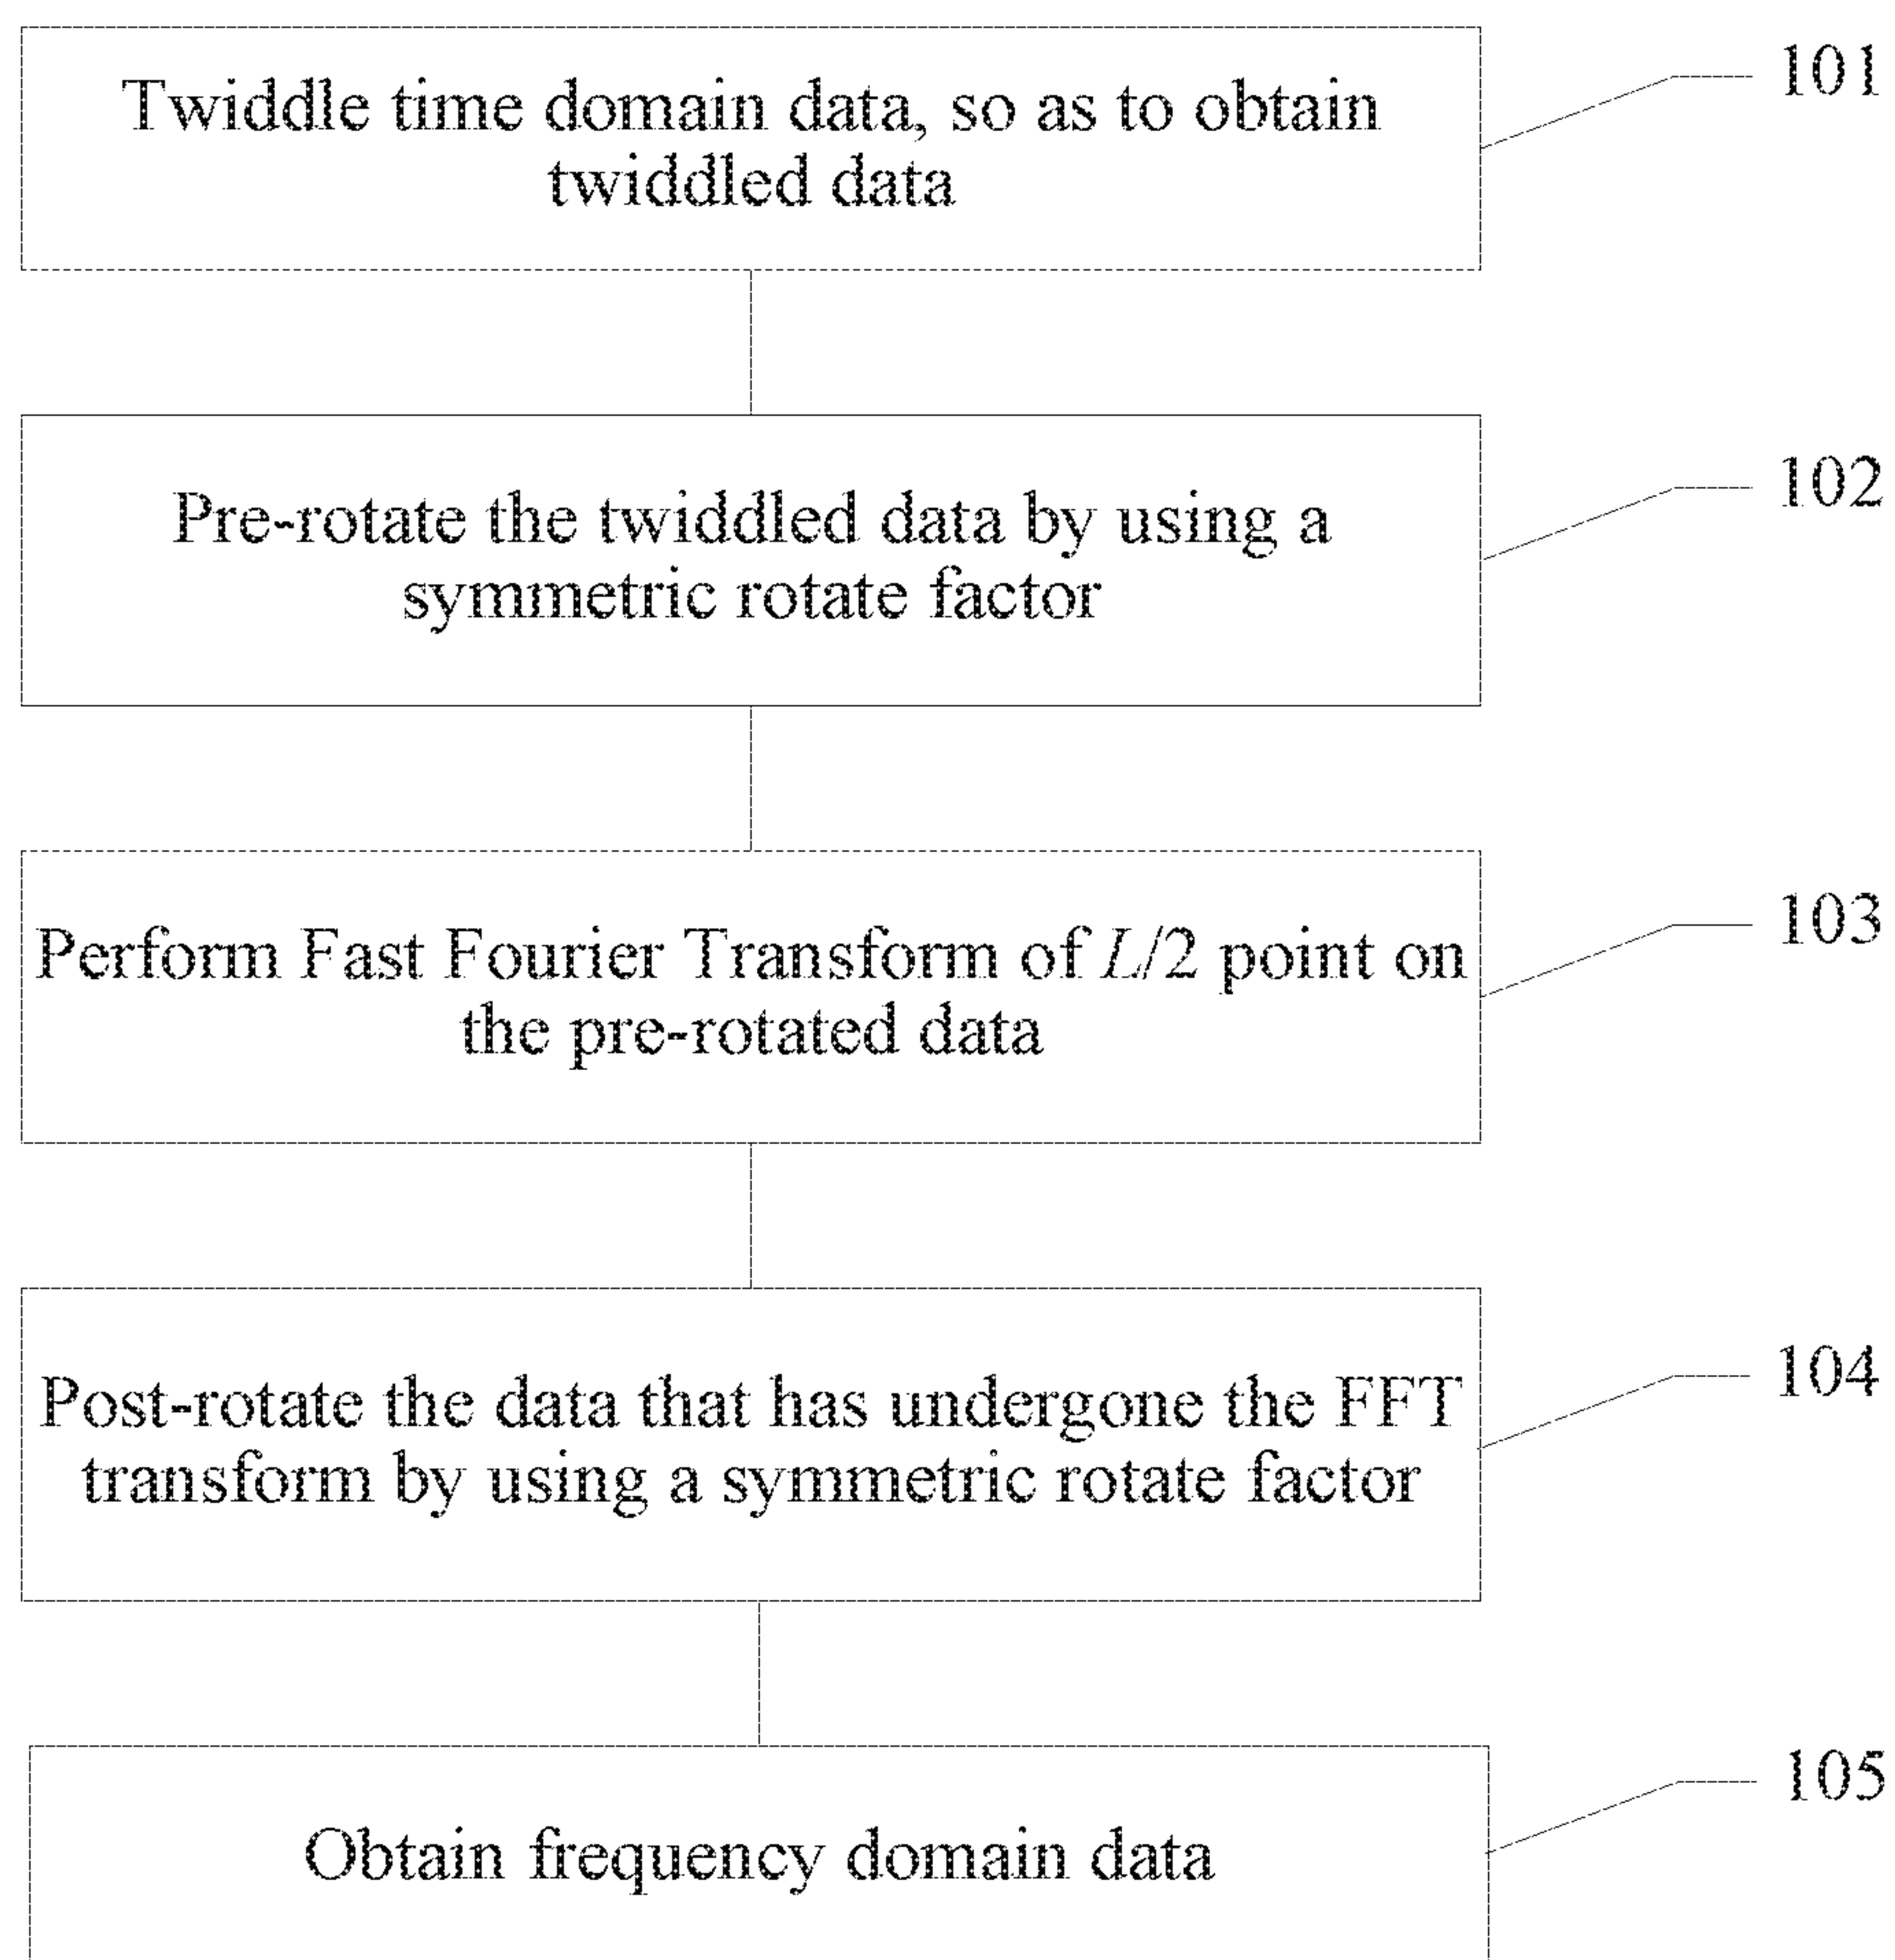 Twiddle time domain data, so as to obtain
twiddled data
101
Pre-rotate the twiddled data by using a
symmetric rotate factor
102
Perform Fast Fourier Transform of L/2 point on
the pre-rotated data
103
Post-rotate the data that has undergone the FFT
transform by using a symmetric rotate factor
104
Obtain frequency domain data
105